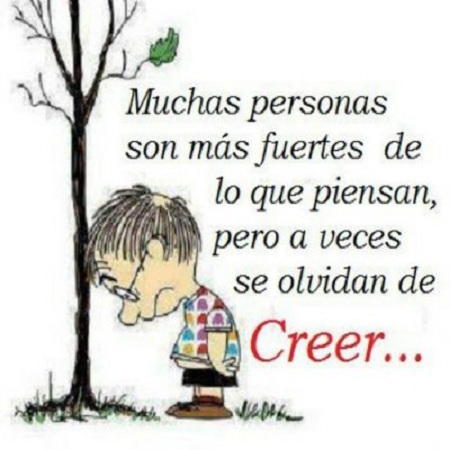 Muchas personas
son más fuertes de
lo que piensan,
pero a veces
se olvidan de
Creer...